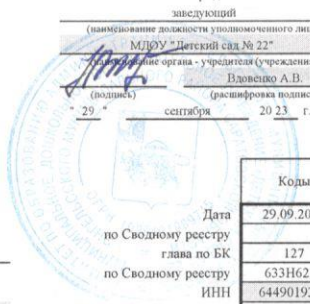 заведующий
(наименование должности уполномоченного лиц
МДОУ "Детский сад № 22"
наименование органа - учредителя (учреждени
Вдовенко А.В.
(подпись) (расшифровка подпис
" 29 " сентября 20 23 г.
Коды
Дата 29.09.20
по Сводному реестру
глава по БК 127
по Сводному реестру 633Н62
ИНН 6449019